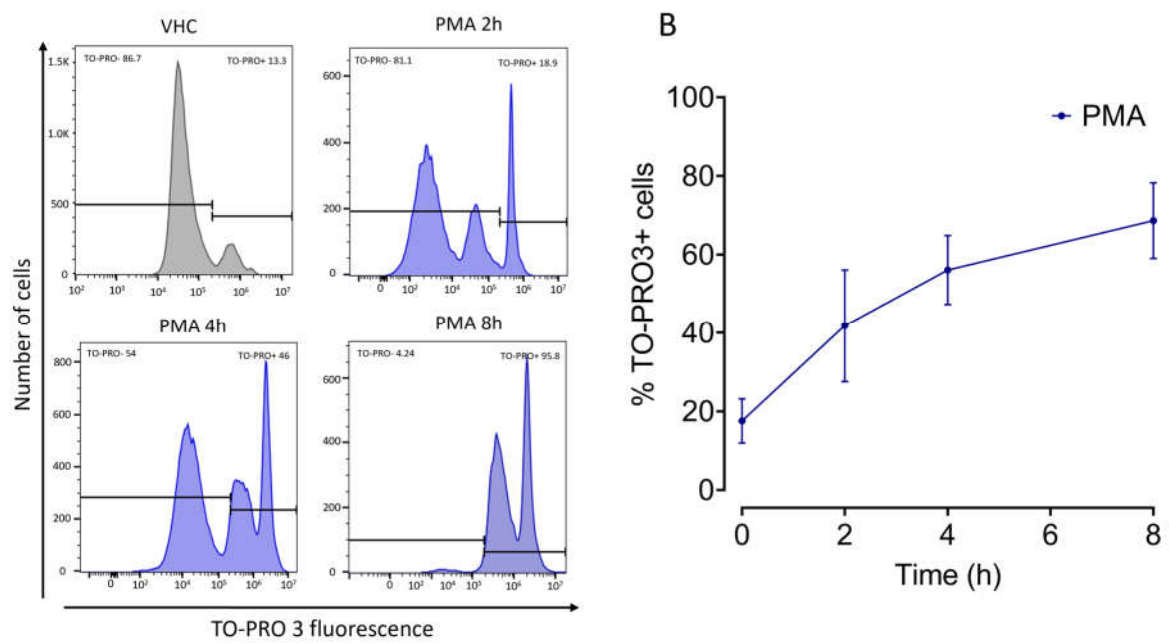 VHC
TO-PRO- 86.7 TO-PRO+ 13.3
1.5K
1.0K
500
0
10² 10³ 10⁴ 10⁵ 10⁶ 10⁷
PMA 2h
TO-PRO- 81.1 TO-PRO+ 18.9
600
400
200
0
0 10² 10⁴ 10⁵ 10⁶ 10⁷
PMA 4h
TO-PRO- 54 TO-PRO+ 46
800
600
400
200
0
0 10² 10⁴ 10⁵ 10⁶ 10⁷
PMA 8h
TO-PRO- 4.24 TO-PRO+ 95.8
600
400
200
0
0 10² 10⁴ 10⁵ 10⁶ 10⁷
Number of cells
TO-PRO 3 fluorescence
B
PMA
% TO-PRO3+ cells
100
80
60
40
20
0
0 2 4 6 8
Time (h)